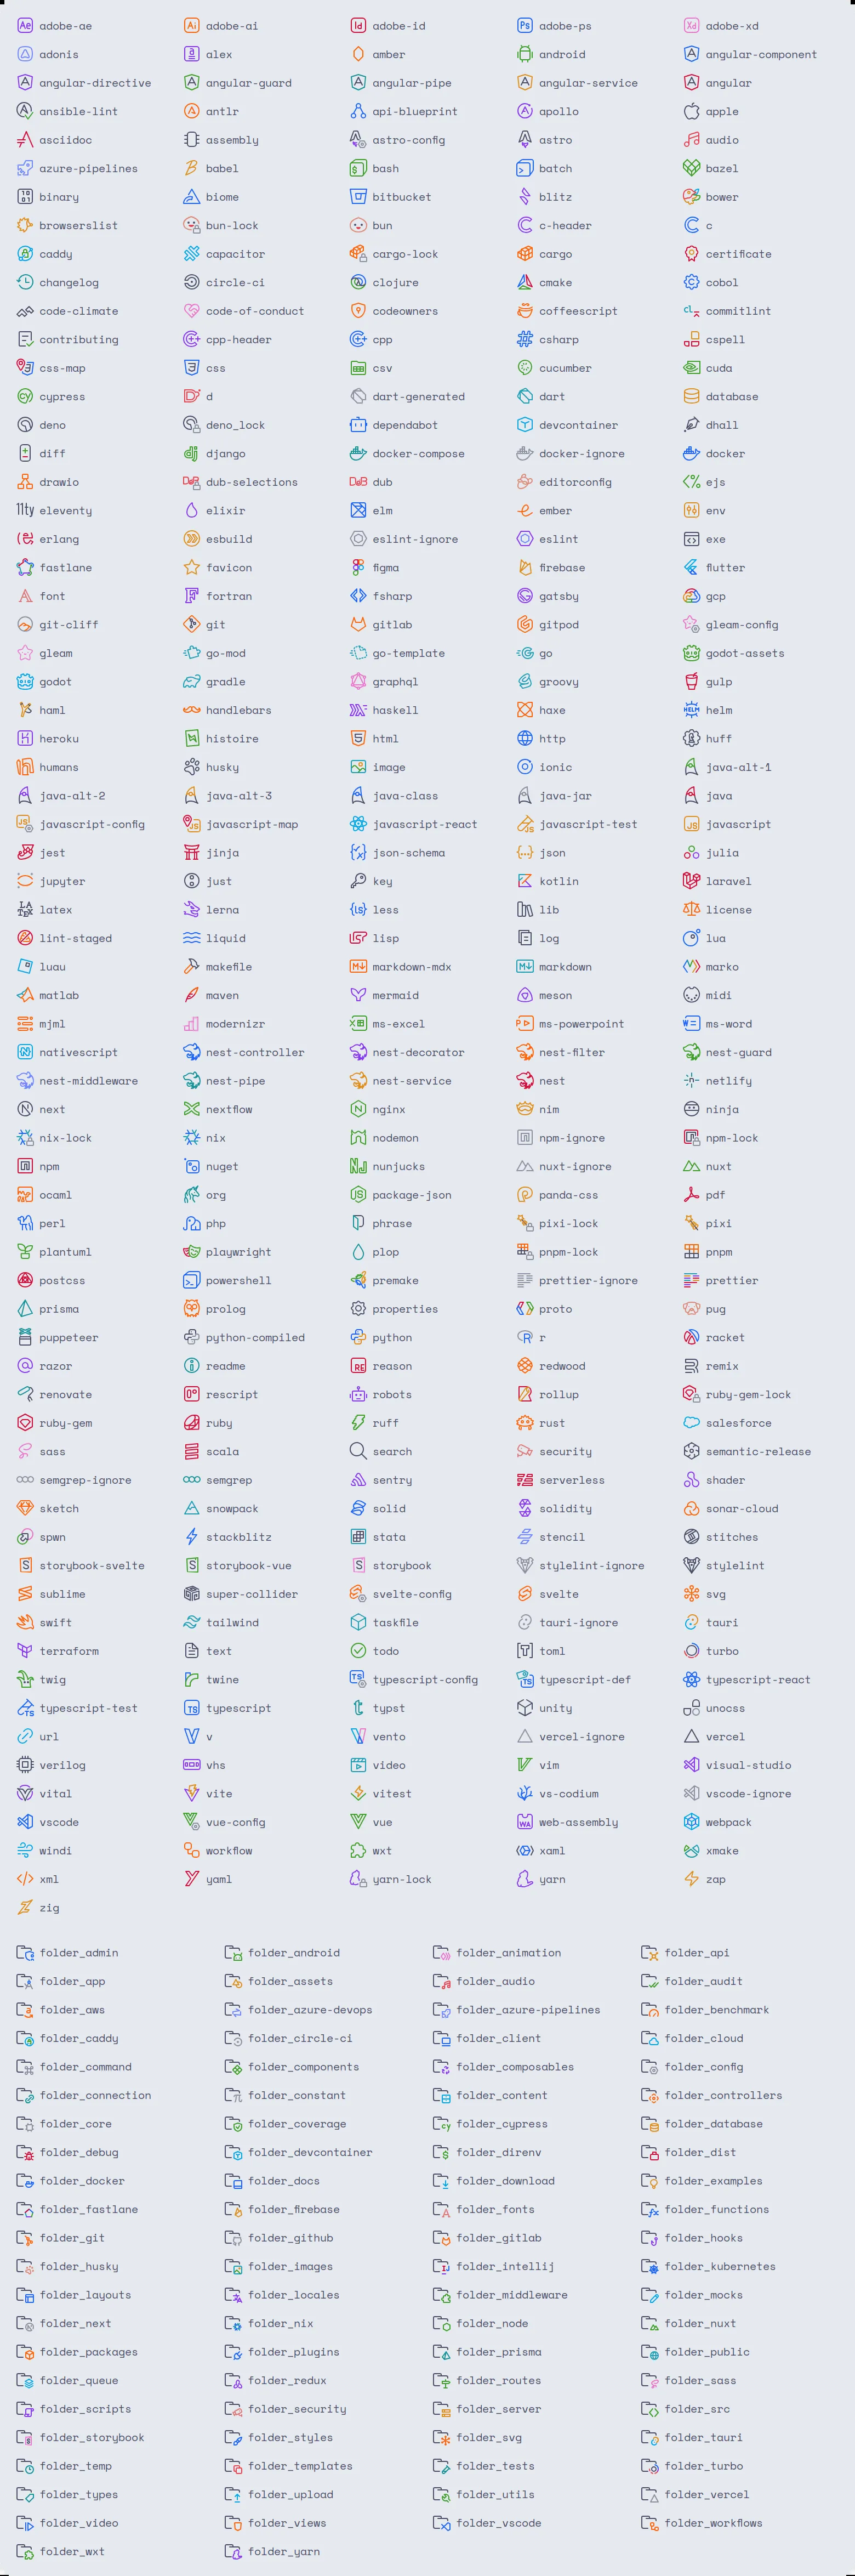 adobe-ae adobe-ai adobe-id adobe-ps adobe-xd
adonis alex amber android angular-component
angular-directive angular-guard angular-pipe angular-service angular
ansible-lint antlr api-blueprint apollo apple
asciidoc assembly astro-config astro audio
azure-pipelines babel bash batch bazel
binary biome bitbucket blitz bower
browserslist bun-lock bun c-header c
caddy capacitor cargo-lock cargo certificate
changelog circle-ci clojure cmake cobol
code-climate code-of-conduct codeowners coffeescript commitlint
contributing cpp-header cpp csharp cspell
css-map css csv cucumber cuda
cypress d dart-generated dart database
deno deno_lock dependabot devcontainer dhall
diff django docker-compose docker-ignore docker
drawio dub-selections dub editorconfig ejs
eleventy elixir elm ember env
erlang esbuild eslint-ignore eslint exe
fastlane favicon figma firebase flutter
font fortran fsharp gatsby gcp
git-cliff git gitlab gitpod gleam-config
gleam go-mod go-template go godot-assets
godot gradle graphql groovy gulp
haml handlebars haskell haxe helm
heroku histoire html http huff
humans husky image ionic java-alt-1
java-alt-2 java-alt-3 java-class java-jar java
javascript-config javascript-map javascript-react javascript-test javascript
jest jinja json-schema json julia
jupyter just key kotlin laravel
latex lerna less lib license
lint-staged liquid lisp log lua
luau makefile markdown-mdx markdown marko
matlab maven mermaid meson midi
mjml modernizr ms-excel ms-powerpoint ms-word
nativescript nest-controller nest-decorator nest-filter nest-guard
nest-middleware nest-pipe nest-service nest netlify
next nextflow nginx nim ninja
nix-lock nix nodemon npm-ignore npm-lock
npm nuget nunjucks nuxt-ignore nuxt
ocaml org package-json panda-css pdf
perl php phrase pixi-lock pixi
plantuml playwright plop pnpm-lock pnpm
postcss powershell premake prettier-ignore prettier
prisma prolog properties proto pug
puppeteer python-compiled python r racket
razor readme reason redwood remix
renovate rescript robots rollup ruby-gem-lock
ruby-gem ruby ruff rust salesforce
sass scala search security semantic-release
semgrep-ignore semgrep sentry serverless shader
sketch snowpack solid solidity sonar-cloud
spwn stackblitz stata stencil stitches
storybook-svelte storybook-vue storybook stylelint-ignore stylelint
sublime super-collider svelte-config svelte svg
swift tailwind taskfile tauri-ignore tauri
terraform text todo toml turbo
twig twine typescript-config typescript-def typescript-react
typescript-test typescript typst unity unocss
url v vento vercel-ignore vercel
verilog vhs video vim visual-studio
vital vite vitest vs-codium vscode-ignore
vscode vue-config vue web-assembly webpack
windi workflow wxt xaml xmake
xml yaml yarn-lock yarn zap
zig
folder_admin folder_android folder_animation folder_api
folder_app folder_assets folder_audio folder_audit
folder_aws folder_azure-devops folder_azure-pipelines folder_benchmark
folder_caddy folder_circle-ci folder_client folder_cloud
folder_command folder_components folder_composables folder_config
folder_connection folder_constant folder_content folder_controllers
folder_core folder_coverage folder_cypress folder_database
folder_debug folder_devcontainer folder_direnv folder_dist
folder_docker folder_docs folder_download folder_examples
folder_fastlane folder_firebase folder_fonts folder_functions
folder_git folder_github folder_gitlab folder_hooks
folder_husky folder_images folder_intellij folder_kubernetes
folder_layouts folder_locales folder_middleware folder_mocks
folder_next folder_nix folder_node folder_nuxt
folder_packages folder_plugins folder_prisma folder_public
folder_queue folder_redux folder_routes folder_sass
folder_scripts folder_security folder_server folder_src
folder_storybook folder_styles folder_svg folder_tauri
folder_temp folder_templates folder_tests folder_turbo
folder_types folder_upload folder_utils folder_vercel
folder_video folder_views folder_vscode folder_workflows
folder_wxt folder_yarn